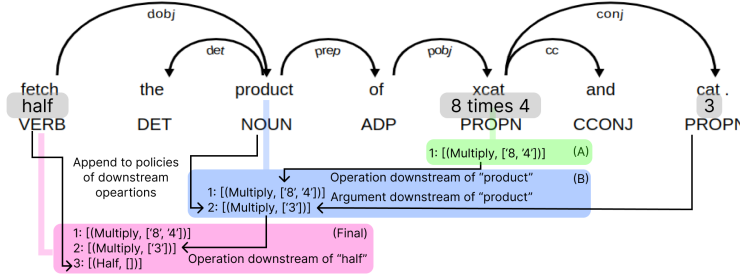 dobj conj
det prep pobj cc
fetch the product of xcat and cat .
half 8 times 4 3
VERB DET NOUN ADP PROPN CCONJ PROPN
1: [(Multiply, ['8', '4'])] (A)
Append to policies
of downstream
opeartions
Operation downstream of "product" (B)
1: [(Multiply, ['8', '4'])]
Argument downstream of "product"
2: [(Multiply, ['3'])]
1: [(Multiply, ['8', '4'])] (Final)
2: [(Multiply, ['3'])]
Operation downstream of "half"
3: [(Half, [])]